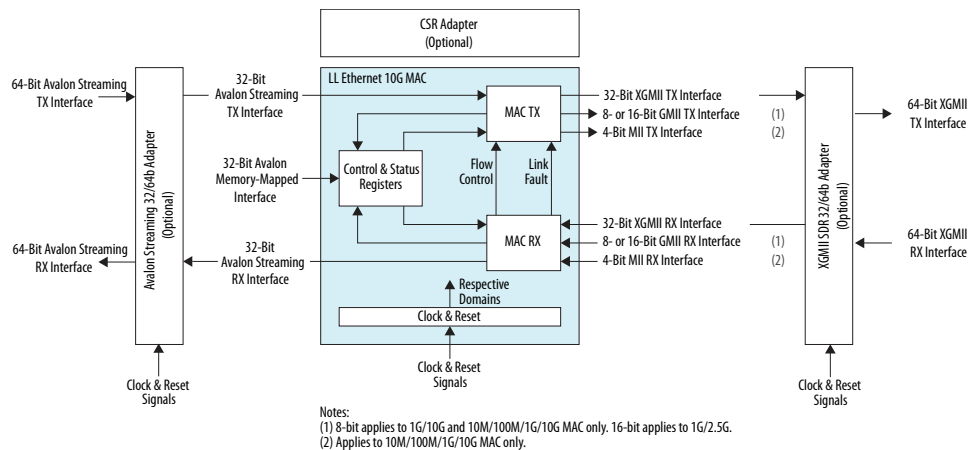 CSR Adapter
(Optional)
LL Ethernet 10G MAC
64-Bit Avalon Streaming
TX Interface
32-Bit
Avalon Streaming
TX Interface
MAC TX
32-Bit XGMII TX Interface
8- or 16-Bit GMII TX Interface
(1)
4-Bit MII TX Interface
(2)
64-Bit XGMII
TX Interface
Avalon Streaming 32/64b Adapter
(Optional)
32-Bit Avalon
Memory-Mapped
Interface
Control & Status
Registers
Flow
Control
Link
Fault
XGMII SDR 32/64b Adapter
(Optional)
64-Bit Avalon Streaming
RX Interface
32-Bit
Avalon Streaming
RX Interface
MAC RX
32-Bit XGMII RX Interface
8- or 16-Bit GMII RX Interface
(1)
4-Bit MII RX Interface
(2)
64-Bit XGMII
RX Interface
Respective
Domains
Clock & Reset
Clock & Reset
Signals
Clock & Reset
Signals
Clock & Reset
Signals
Notes:
(1) 8-bit applies to 1G/10G and 10M/100M/1G/10G MAC only. 16-bit applies to 1G/2.5G.
(2) Applies to 10M/100M/1G/10G MAC only.